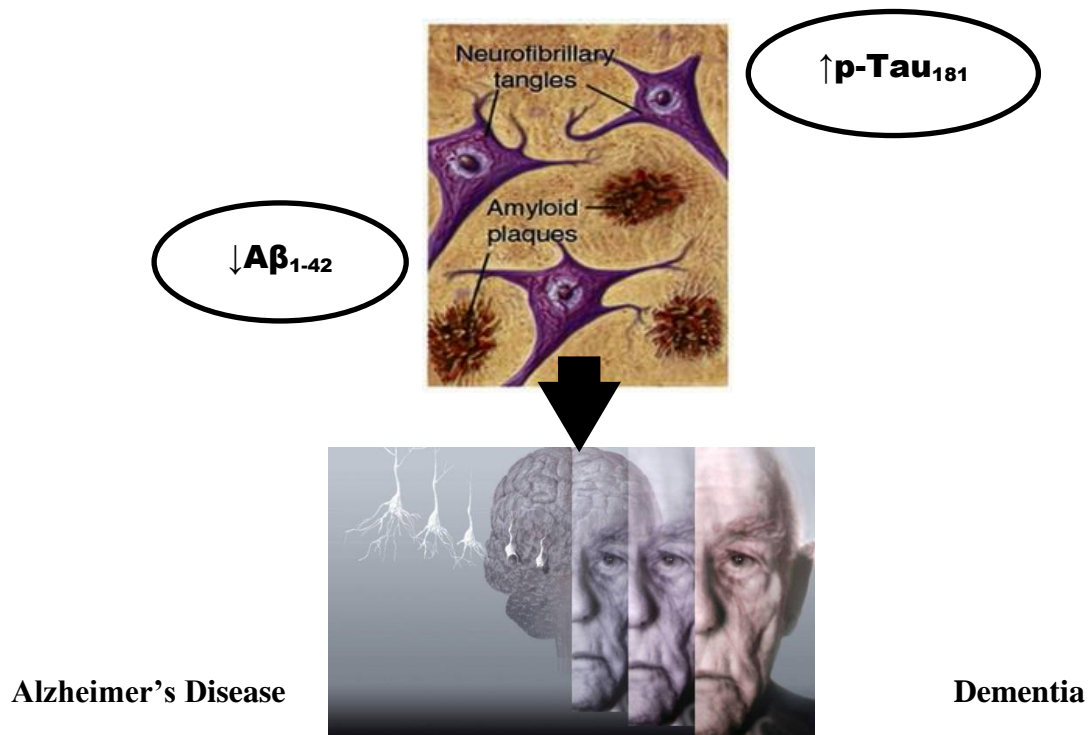 Neurofibrillary
tangles
↑p-Tau₁₈₁
Amyloid
plaques
↓Aβ₁₋₄₂
Alzheimer’s Disease
Dementia